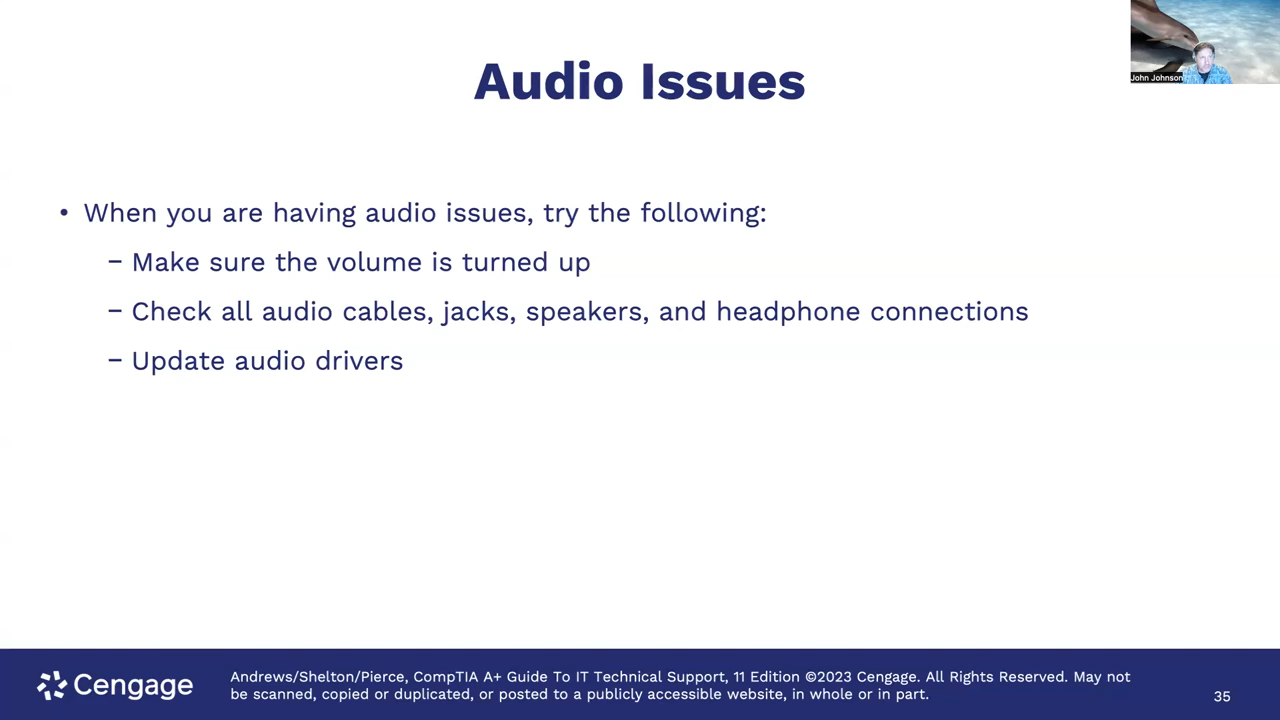 John Johnson
Audio Issues
• When you are having audio issues, try the following:
– Make sure the volume is turned up
– Check all audio cables, jacks, speakers, and headphone connections
– Update audio drivers
Cengage
Andrews/Shelton/Pierce, CompTIA A+ Guide To IT Technical Support, 11 Edition ©2023 Cengage. All Rights Reserved. May not
be scanned, copied or duplicated, or posted to a publicly accessible website, in whole or in part.
35